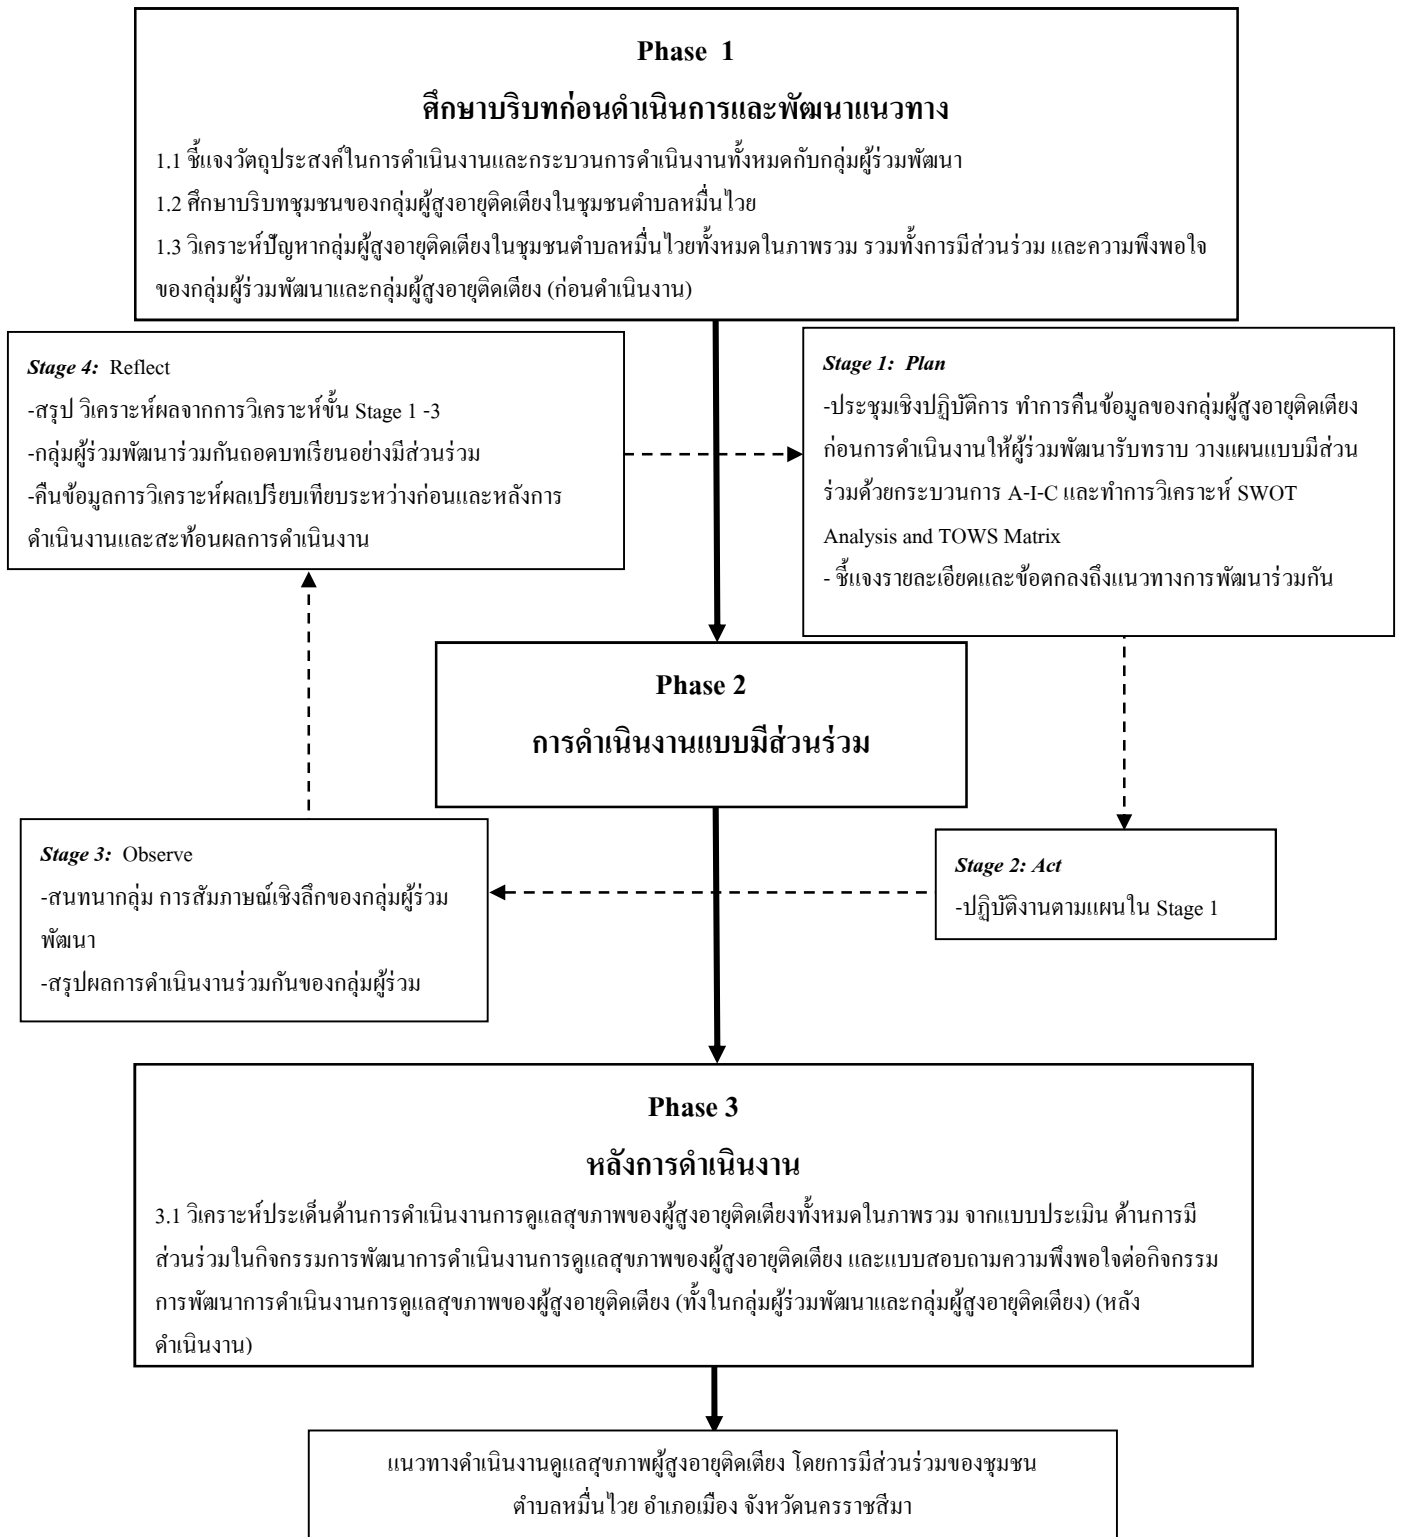 Phase 1
ศึกษาบริบทก่อนดำเนินการและพัฒนาแนวทาง
1.1 ชี้แจงวัตถุประสงค์ในการดำเนินงานและกระบวนการดำเนินงานทั้งหมดกับกลุ่มผู้ร่วมพัฒนา
1.2 ศึกษาบริบทชุมชนของกลุ่มผู้สูงอายุติดเตียงในชุมชนตำบลหมื่นไวย
1.3 วิเคราะห์ปัญหากลุ่มผู้สูงอายุติดเตียงในชุมชนตำบลหมื่นไวยทั้งหมดในภาพรวม รวมทั้งการมีส่วนร่วม และความพึงพอใจ
ของกลุ่มผู้ร่วมพัฒนาและกลุ่มผู้สูงอายุติดเตียง (ก่อนดำเนินงาน)
Stage 4: Reflect
-สรุป วิเคราะห์ผลจากการวิเคราะห์ขั้น Stage 1 -3
-กลุ่มผู้ร่วมพัฒนาร่วมกันถอดบทเรียนอย่างมีส่วนร่วม
-คืนข้อมูลการวิเคราะห์ผลเปรียบเทียบระหว่างก่อนและหลังการ
ดำเนินงานและสะท้อนผลการดำเนินงาน
Stage 1: Plan
-ประชุมเชิงปฏิบัติการ ทำการคืนข้อมูลของกลุ่มผู้สูงอายุติดเตียง
ก่อนการดำเนินงานให้ผู้ร่วมพัฒนารับทราบ วางแผนแบบมีส่วน
ร่วมด้วยกระบวนการ A-I-C และทำการวิเคราะห์ SWOT
Analysis and TOWS Matrix
- ชี้แจงรายละเอียดและข้อตกลงถึงแนวทางการพัฒนาร่วมกัน
Phase 2
การดำเนินงานแบบมีส่วนร่วม
Stage 3: Observe
-สนทนากลุ่ม การสัมภาษณ์เชิงลึกของกลุ่มผู้ร่วม
พัฒนา
-สรุปผลการดำเนินงานร่วมกันของกลุ่มผู้ร่วม
Stage 2: Act
-ปฏิบัติงานตามแผนใน Stage 1
Phase 3
หลังการดำเนินงาน
3.1 วิเคราะห์ประเด็นด้านการดำเนินงานการดูแลสุขภาพของผู้สูงอายุติดเตียงทั้งหมดในภาพรวม จากแบบประเมิน ด้านการมี
ส่วนร่วมในกิจกรรมการพัฒนาการดำเนินงานการดูแลสุขภาพของผู้สูงอายุติดเตียง และแบบสอบถามความพึงพอใจต่อกิจกรรม
การพัฒนาการดำเนินงานการดูแลสุขภาพของผู้สูงอายุติดเตียง (ทั้งในกลุ่มผู้ร่วมพัฒนาและกลุ่มผู้สูงอายุติดเตียง) (หลัง
ดำเนินงาน)
แนวทางดำเนินงานดูแลสุขภาพผู้สูงอายุติดเตียง โดยการมีส่วนร่วมของชุมชน
ตำบลหมื่นไวย อำเภอเมือง จังหวัดนครราชสีมา